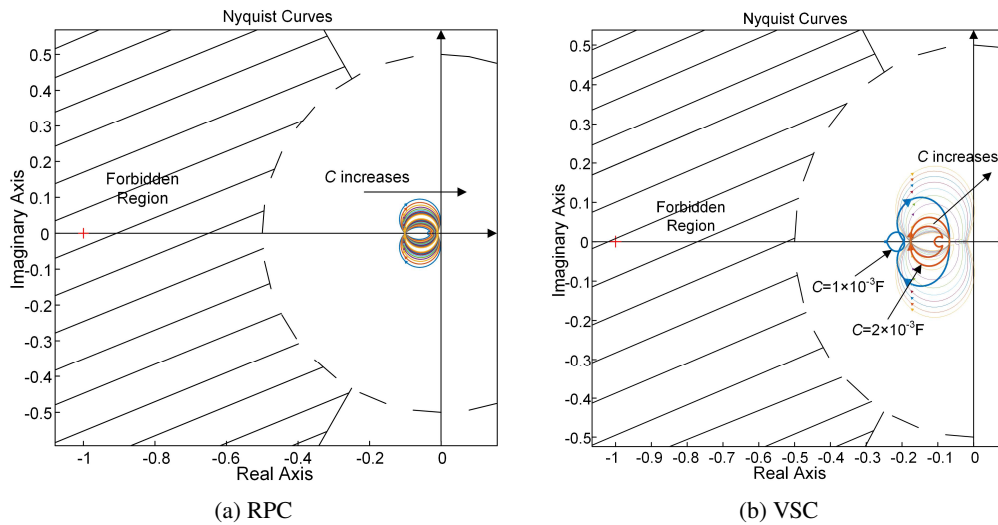 Nyquist Curves
0.5
0.4
0.3
0.2
0.1
0
-0.1
-0.2
-0.3
-0.4
-0.5
Imaginary Axis
Forbidden
Region
C increases
-1
-0.8
-0.6
-0.4
-0.2
0
Real Axis
(a) RPC
Nyquist Curves
0.5
0.4
0.3
0.2
0.1
0
-0.1
-0.2
-0.3
-0.4
-0.5
Imaginary Axis
Forbidden
Region
C increases
C=1×10⁻³F
C=2×10⁻³F
-1
-0.9
-0.8
-0.7
-0.6
-0.5
-0.4
-0.3
-0.2
-0.1
0
Real Axis
(b) VSC